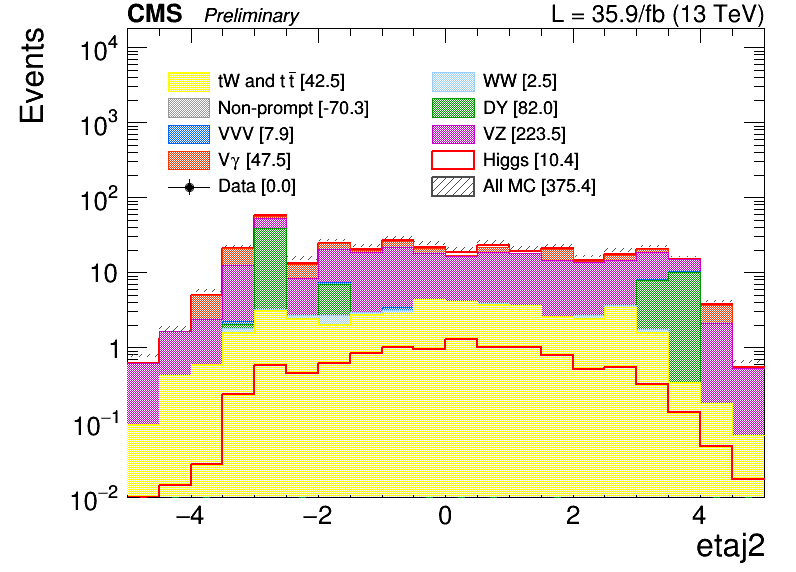 CMS Preliminary L = 35.9/fb (13 TeV)
Events
10^4
10^3
10^2
10
1
10^−1
10^−2
tW and t t̄ [42.5]
Non-prompt [-70.3]
VVV [7.9]
Vγ [47.5]
Data [0.0]
WW [2.5]
DY [82.0]
VZ [223.5]
Higgs [10.4]
All MC [375.4]
−4 −2 0 2 4
etaj2